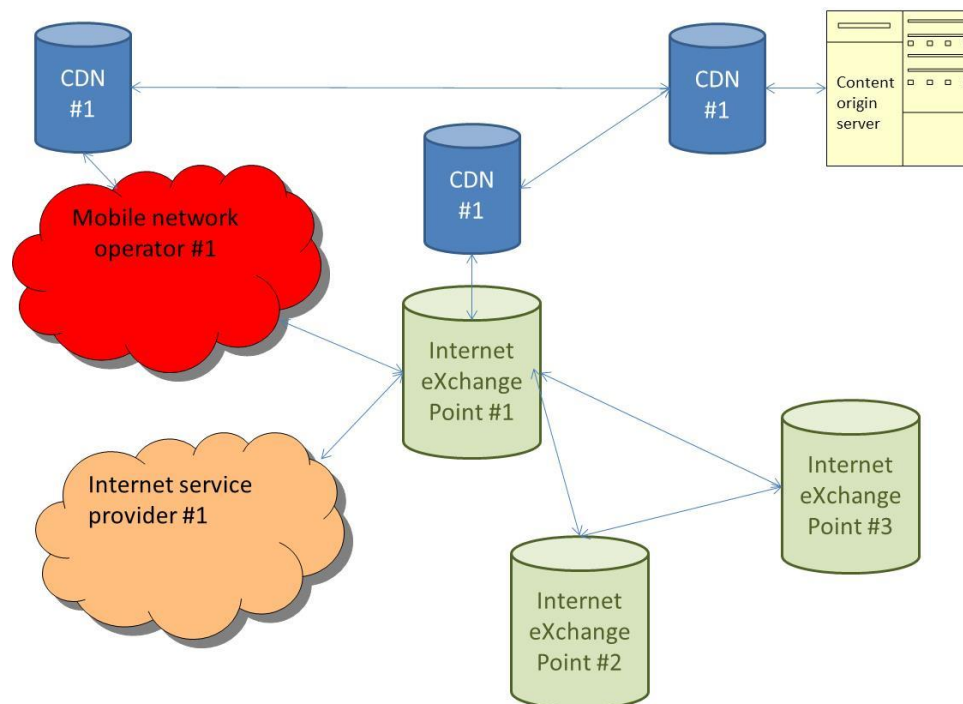 CDN
#1
CDN
#1
Content
origin
server
CDN
#1
Mobile network
operator #1
Internet
eXchange
Point #1
Internet service
provider #1
Internet
eXchange
Point #3
Internet
eXchange
Point #2